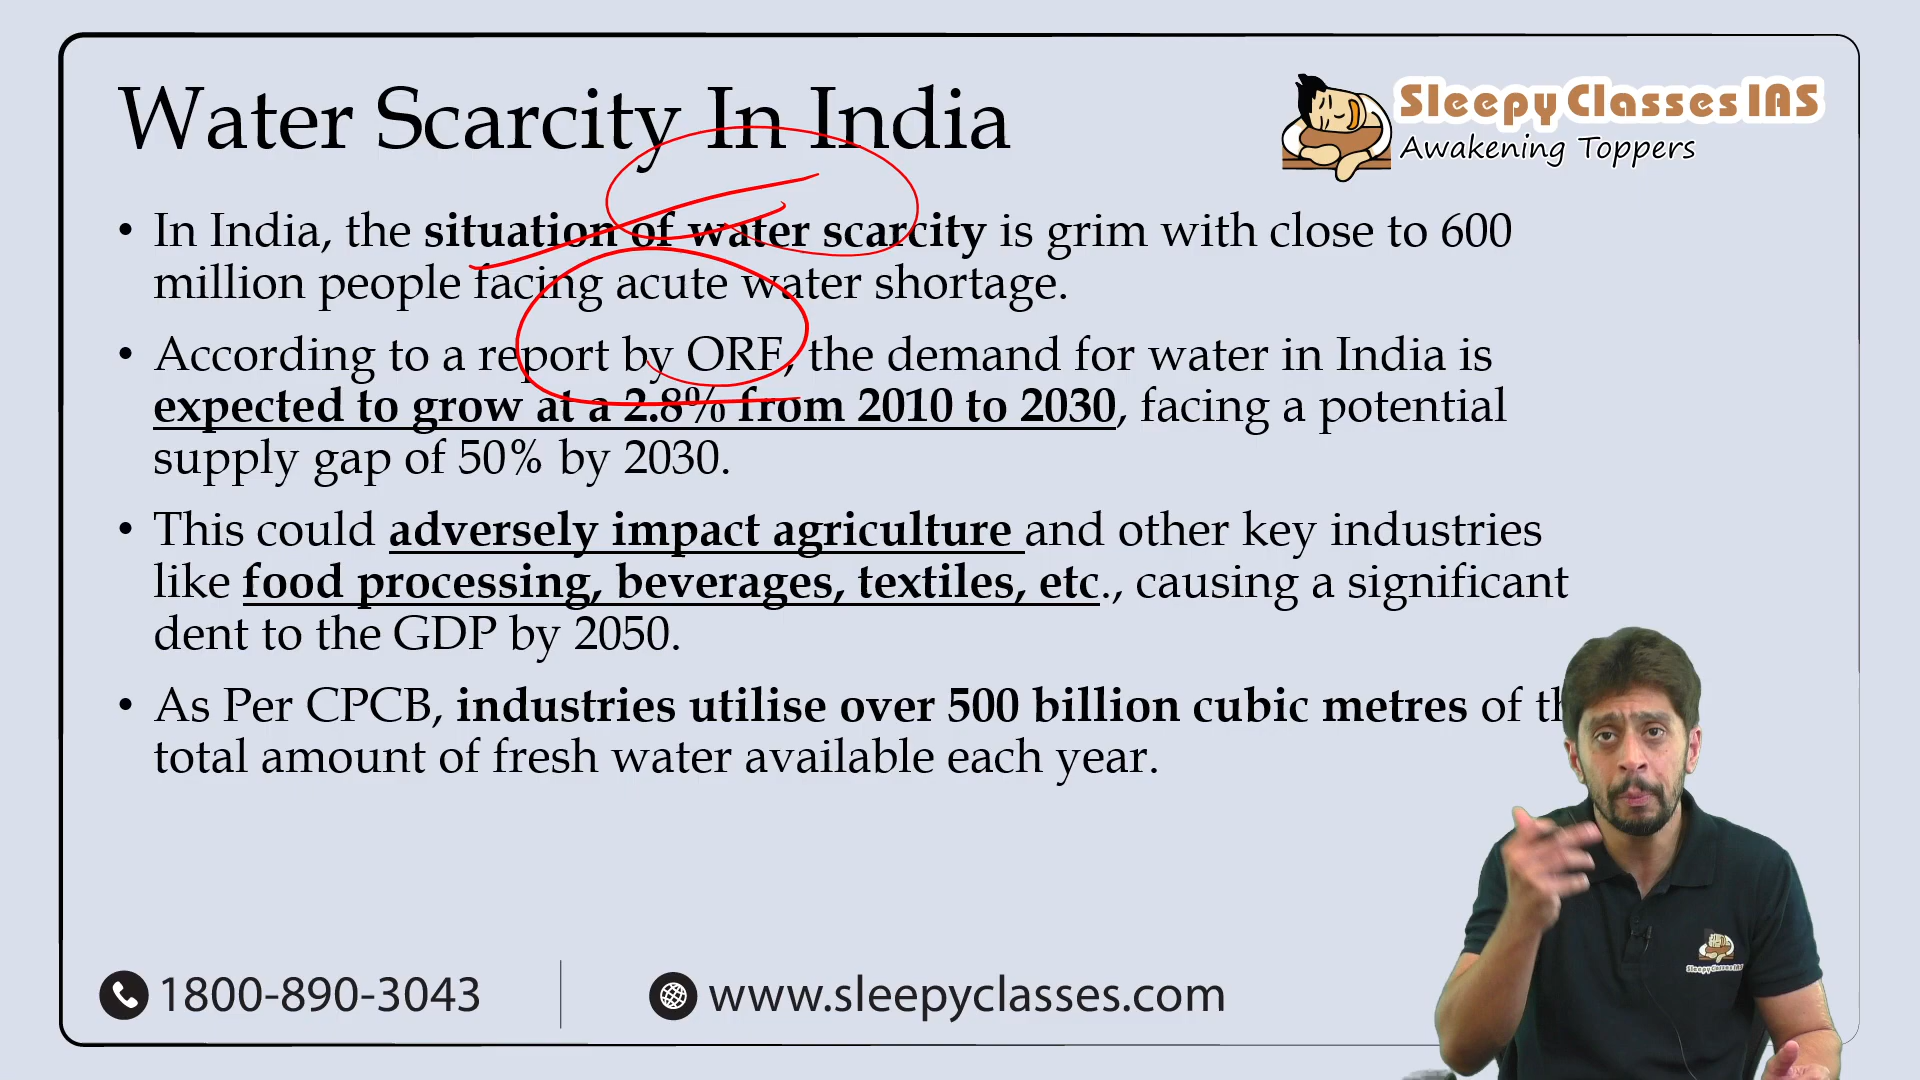 Water Scarcity In India
Sleepy Classes IAS
Awakening Toppers
• In India, the situation of water scarcity is grim with close to 600
million people facing acute water shortage.
• According to a report by ORF, the demand for water in India is
expected to grow at a 2.8% from 2010 to 2030, facing a potential
supply gap of 50% by 2030.
• This could adversely impact agriculture and other key industries
like food processing, beverages, textiles, etc., causing a significant
dent to the GDP by 2050.
• As Per CPCB, industries utilise over 500 billion cubic metres of
total amount of fresh water available each year.
Sleepy Classes IAS
1800-890-3043
www.sleepyclasses.com